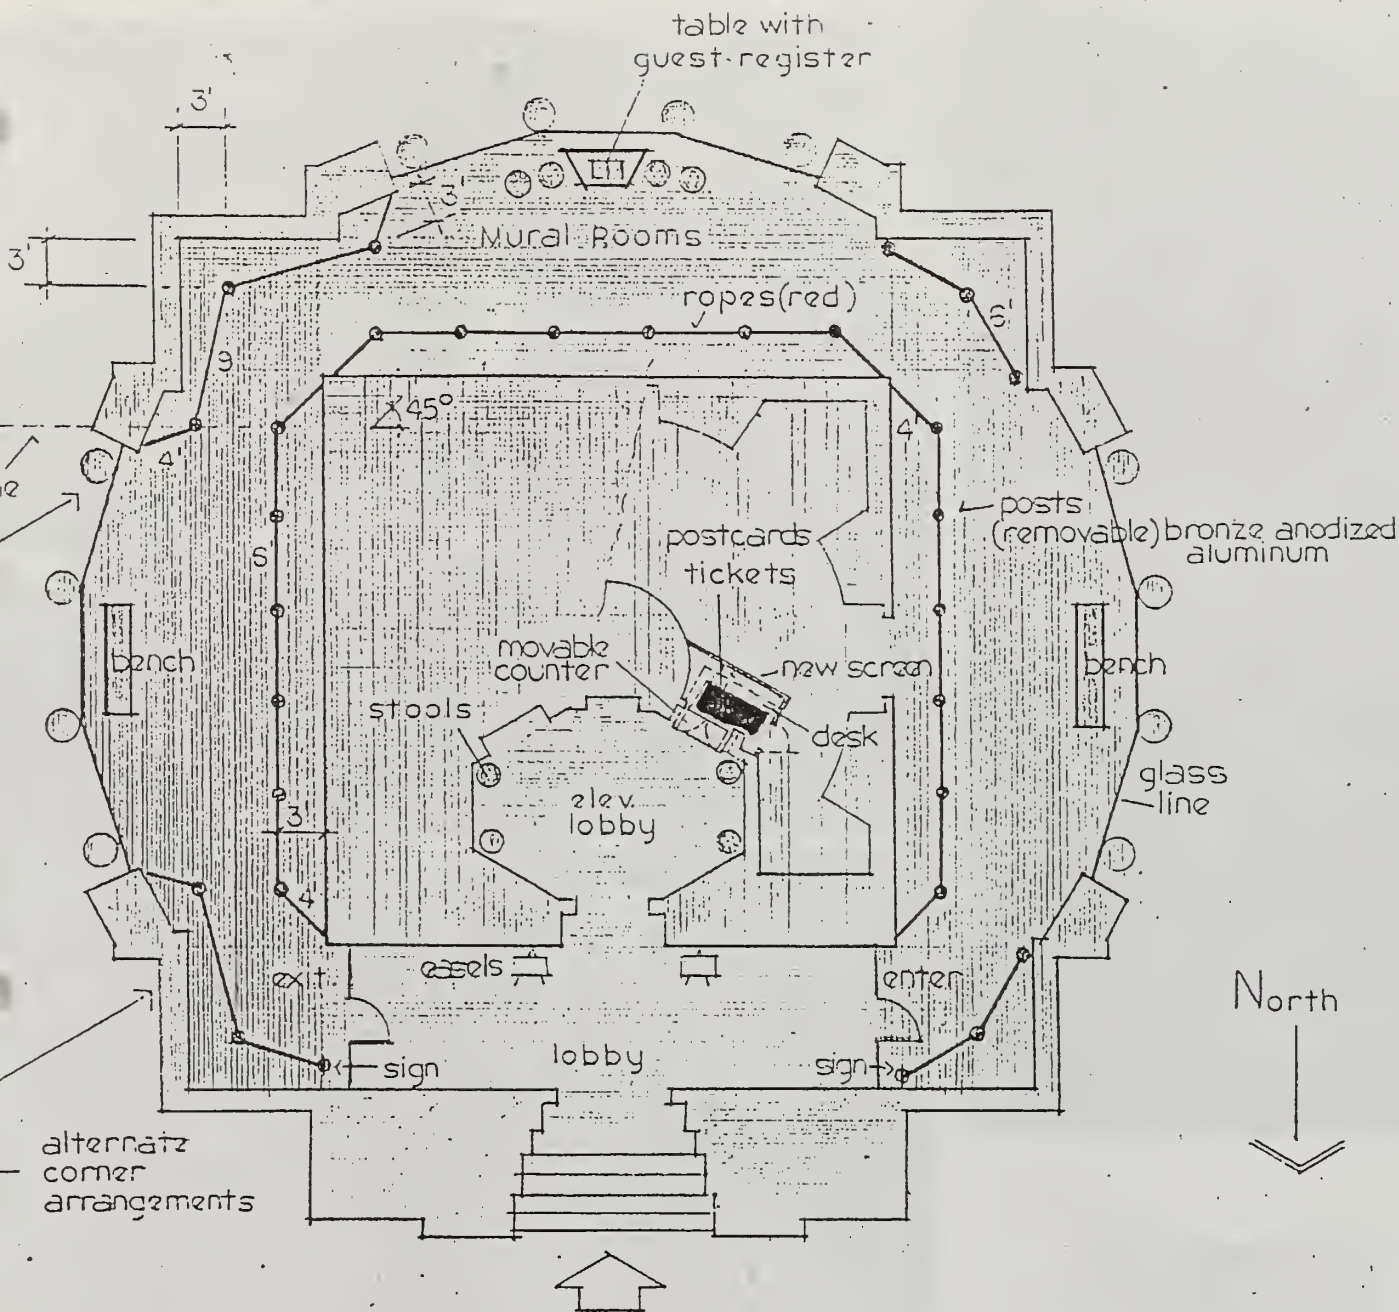 table with
guest register
3'
3'
3'
Mural Rooms
ropes (red)
6'
9'
45°
4'
4'
posts
(removable) bronze anodized
aluminum
postcards
tickets
movable
counter
new screen
bench
bench
stools
desk
glass
line
elev.
lobby
3'
4'
exit
easels
enter
North
lobby
sign
sign
alternate
corner
arrangements